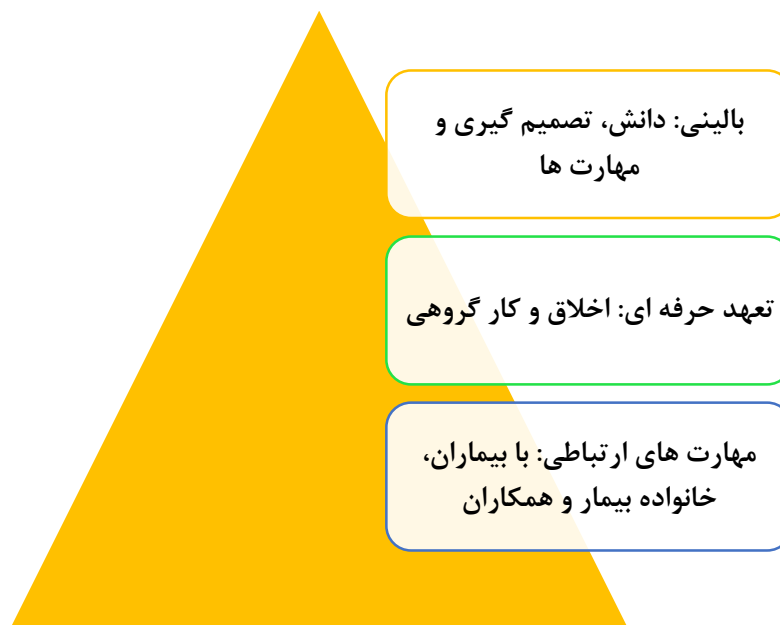 بالینی: دانش، تصمیم گیری و
مهارت ها
تعهد حرفه ای: اخلاق و کار گروهی
مهارت های ارتباطی: با بیماران،
خانواده بیمار و همکاران